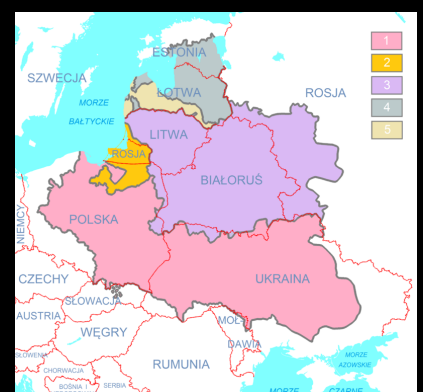 ESTONIA
1
2
SZWECJA
ŁOTWA
3
ROSJA
MORZE
4
BAŁTYCKIE
LITWA
5
ROSJA
BIAŁORUŚ
NIEMCY
POLSKA
CZECHY
UKRAINA
SŁOWACJA
AUSTRIA
MOŁ-
WĘGRY
DAWIA
SŁOWENIA
MORZE
AZOWSKIE
RUMUNIA
CHORWACJA
BOŚNIA I
SERBIA
MORZE
CZARNE